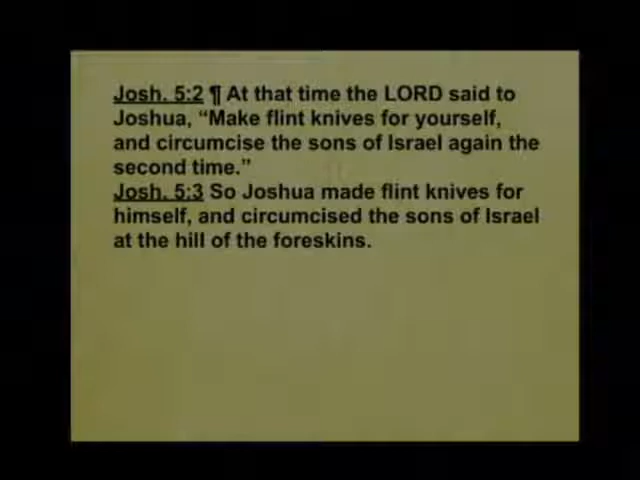 Josh. 5:2 ¶ At that time the LORD said to
Joshua, “Make flint knives for yourself,
and circumcise the sons of Israel again the
second time.”
Josh. 5:3 So Joshua made flint knives for
himself, and circumcised the sons of Israel
at the hill of the foreskins.